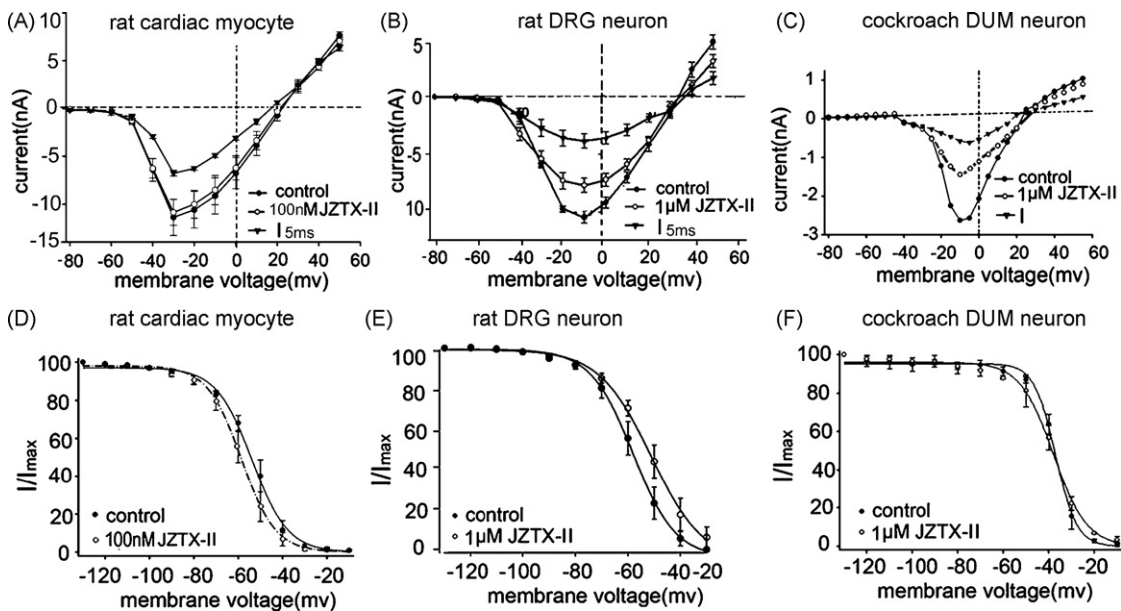 (A) rat cardiac myocyte
10
5
0
-5
-10
-15
current(nA)
-80 -60 -40 -20 0 20 40 60
membrane voltage(mv)
control
100nMJZTX-II
I 5ms
(B) rat DRG neuron
5
0
-5
10
current(nA)
0
-80 -60 -40 -20 0 20 40 60
membrane voltage(mv)
control
1μM JZTX-II
I 5ms
(C) cockroach DUM neuron
1
0
-1
-2
-3
current(nA)
-80 -60 -40 -20 0 20 40 60
membrane voltage(mv)
control
1μM JZTX-II
I
(D) rat cardiac myocyte
100
80
60
40
20
0
I/Imax
-120 -100 -80 -60 -40 -20
membrane voltage(mv)
control
100nMJZTX-II
(E) rat DRG neuron
100
80
60
40
20
0
I/Imax
-120 -100 -80 -60 -40 -20
membrane voltage(mv)
control
1μM JZTX-II
(F) cockroach DUM neuron
100
80
60
40
20
0
I/Imax
-120 -100 -80 -60 -40 -20
membrane voltage(mv)
control
1μM JZTX-II